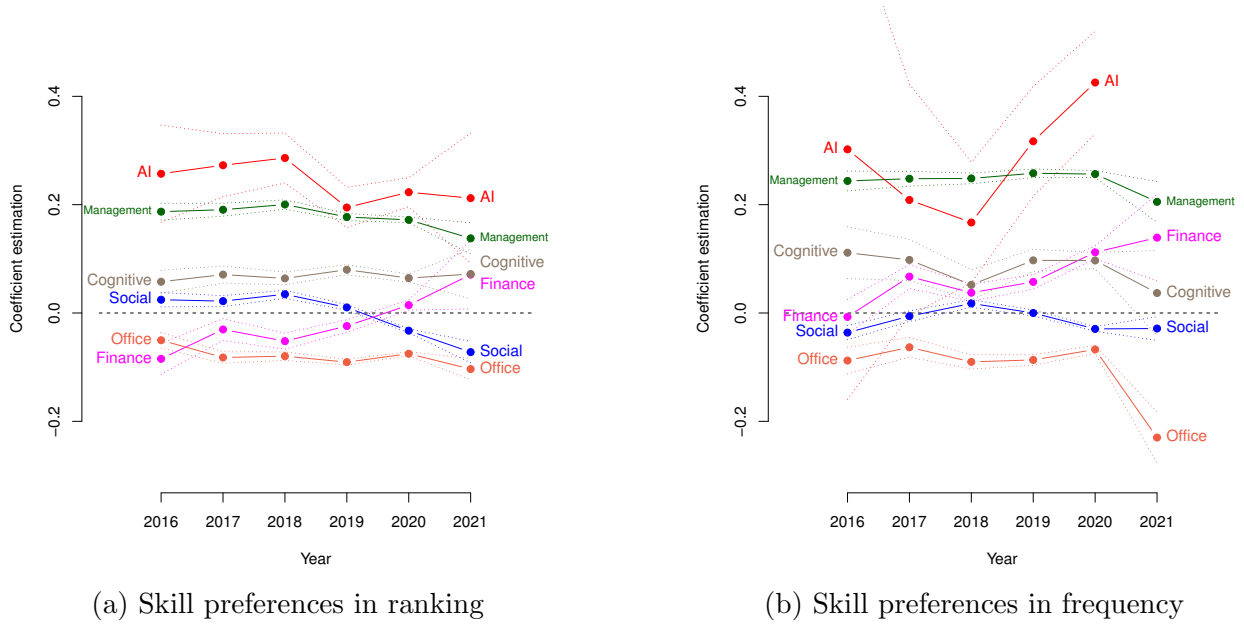 Coefficient estimation
0.4
0.2
0.0
−0.2
AI
Management
Cognitive
Social
Office
Finance
AI
Management
Cognitive
Finance
Social
Office
2016 2017 2018 2019 2020 2021
Year
(a) Skill preferences in ranking
Coefficient estimation
0.4
0.2
0.0
−0.2
AI
Management
Cognitive
Finance
Social
Office
AI
Management
Finance
Cognitive
Social
Office
2016 2017 2018 2019 2020 2021
Year
(b) Skill preferences in frequency